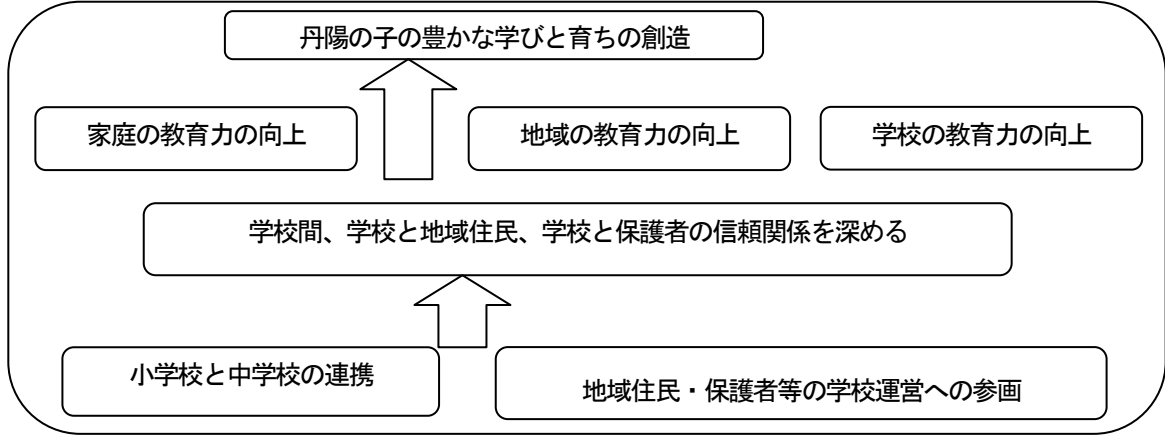 丹陽の子の豊かな学びと育ちの創造
家庭の教育力の向上
地域の教育力の向上
学校の教育力の向上
学校間、学校と地域住民、学校と保護者の信頼関係を深める
小学校と中学校の連携
地域住民・保護者等の学校運営への参画